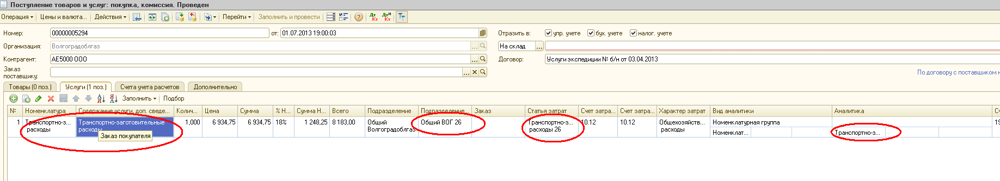 Поступление товаров и услуг: покупка, комиссия. Проведен
Операция Цены и валюта... Действия Перейти Заполнить и провести
Номер: 00000005294 от: 01.07.2013 19:00:03 Отразить в: упр. учете бух. учете налог. учете
Организация: Волгоградоблгаз На склад
Контрагент: АЕ5000 ООО Договор: Услуги экспедиции № б/н от 03.04.2013
Заказ
поставщику:
По договору с поставщиком
Товары (0 поз.) Услуги (1 поз.) Счета учета расчетов Дополнительно
Заполнить Подбор
№ Номенклатура Содержание услуги, доп. сведе... Колич... Цена Сумма % Н... Сумма Н... Всего Подразделение Подразделение... Заказ Статья затрат Счет затра... Счет затра... Характер затрат Вид аналитики Аналитика
1 Транспортно-з... Транспортно-заготовительные 1,000 6 934,75 6 934,75 18% 1 248,25 8 183,00 Общий Общий ВОГ 26 Транспортно-з... 10.12 10.12 Общехозяйств... Номенклатурная группа
расходы расходы Волгоградоблгаз расходы 26 расходы Номенклат... Транспортно-з...
Заказ покупателя